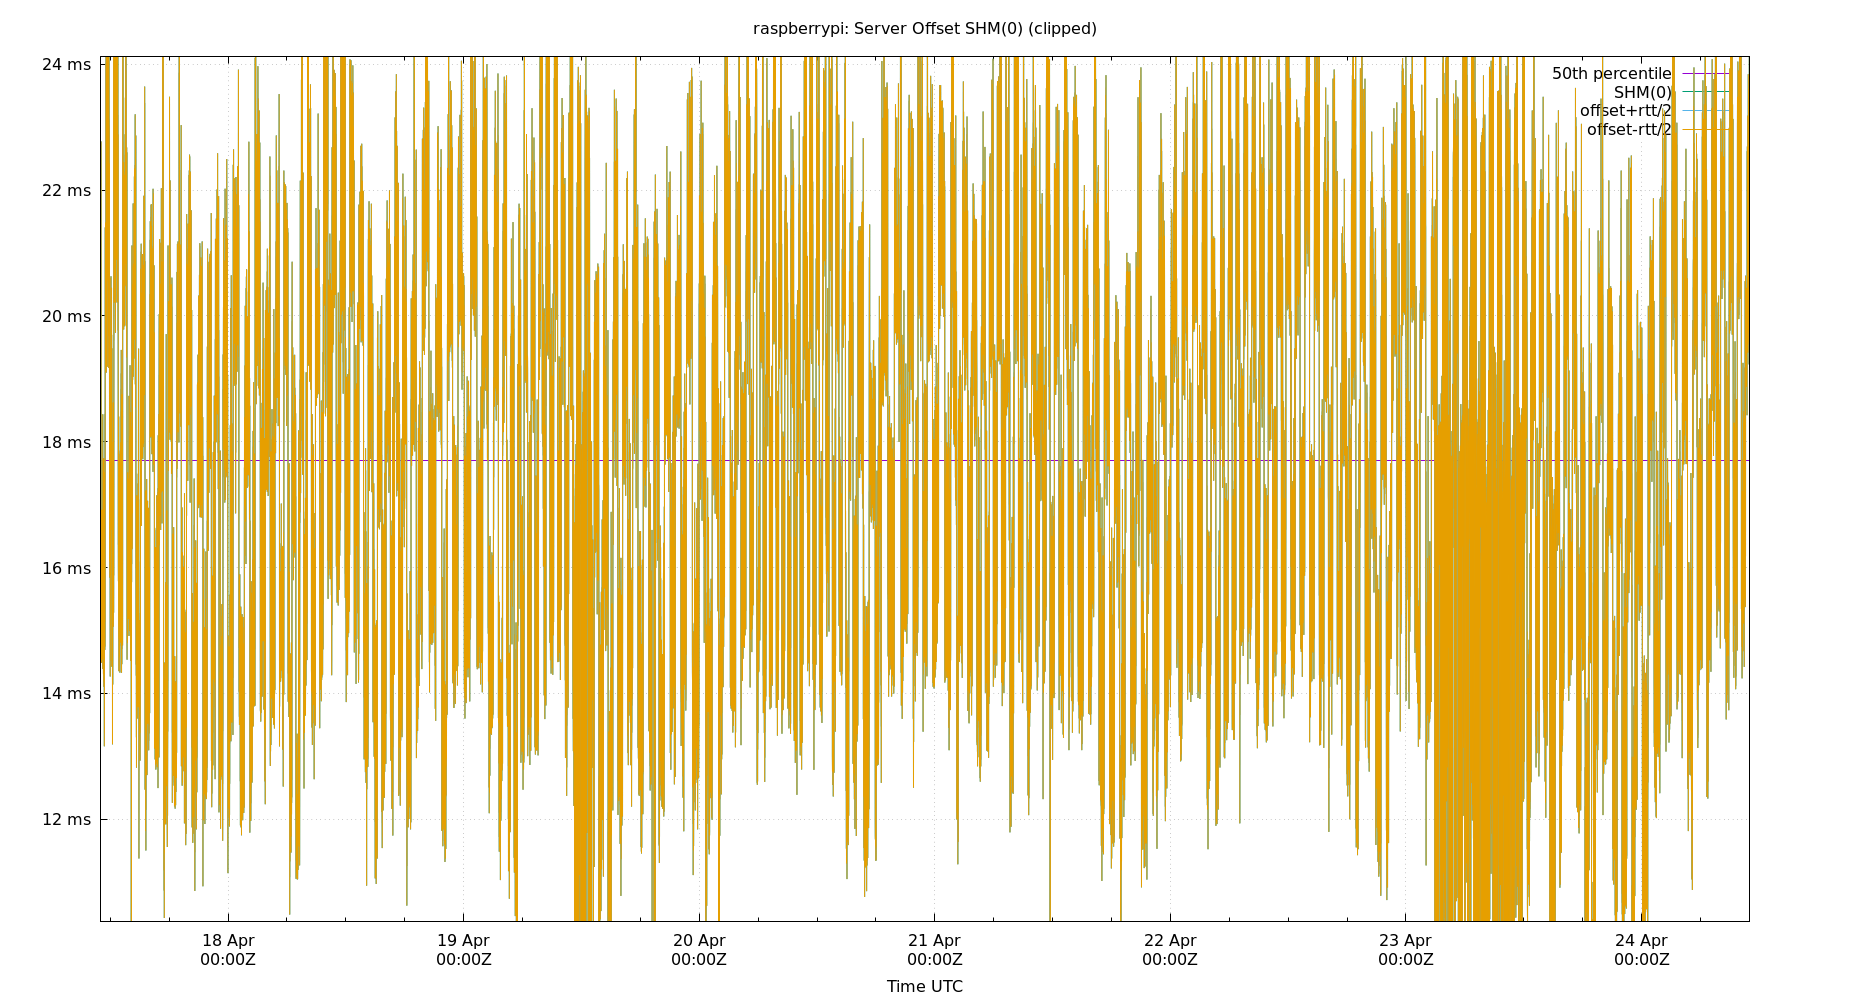 raspberrypi: Server Offset SHM(0) (clipped)
24 ms
22 ms
20 ms
18 ms
16 ms
14 ms
12 ms
50th percentile
SHM(0)
offset+rtt/2
offset-rtt/2
18 Apr 19 Apr 20 Apr 21 Apr 22 Apr 23 Apr 24 Apr
00:00Z 00:00Z 00:00Z 00:00Z 00:00Z 00:00Z 00:00Z
Time UTC